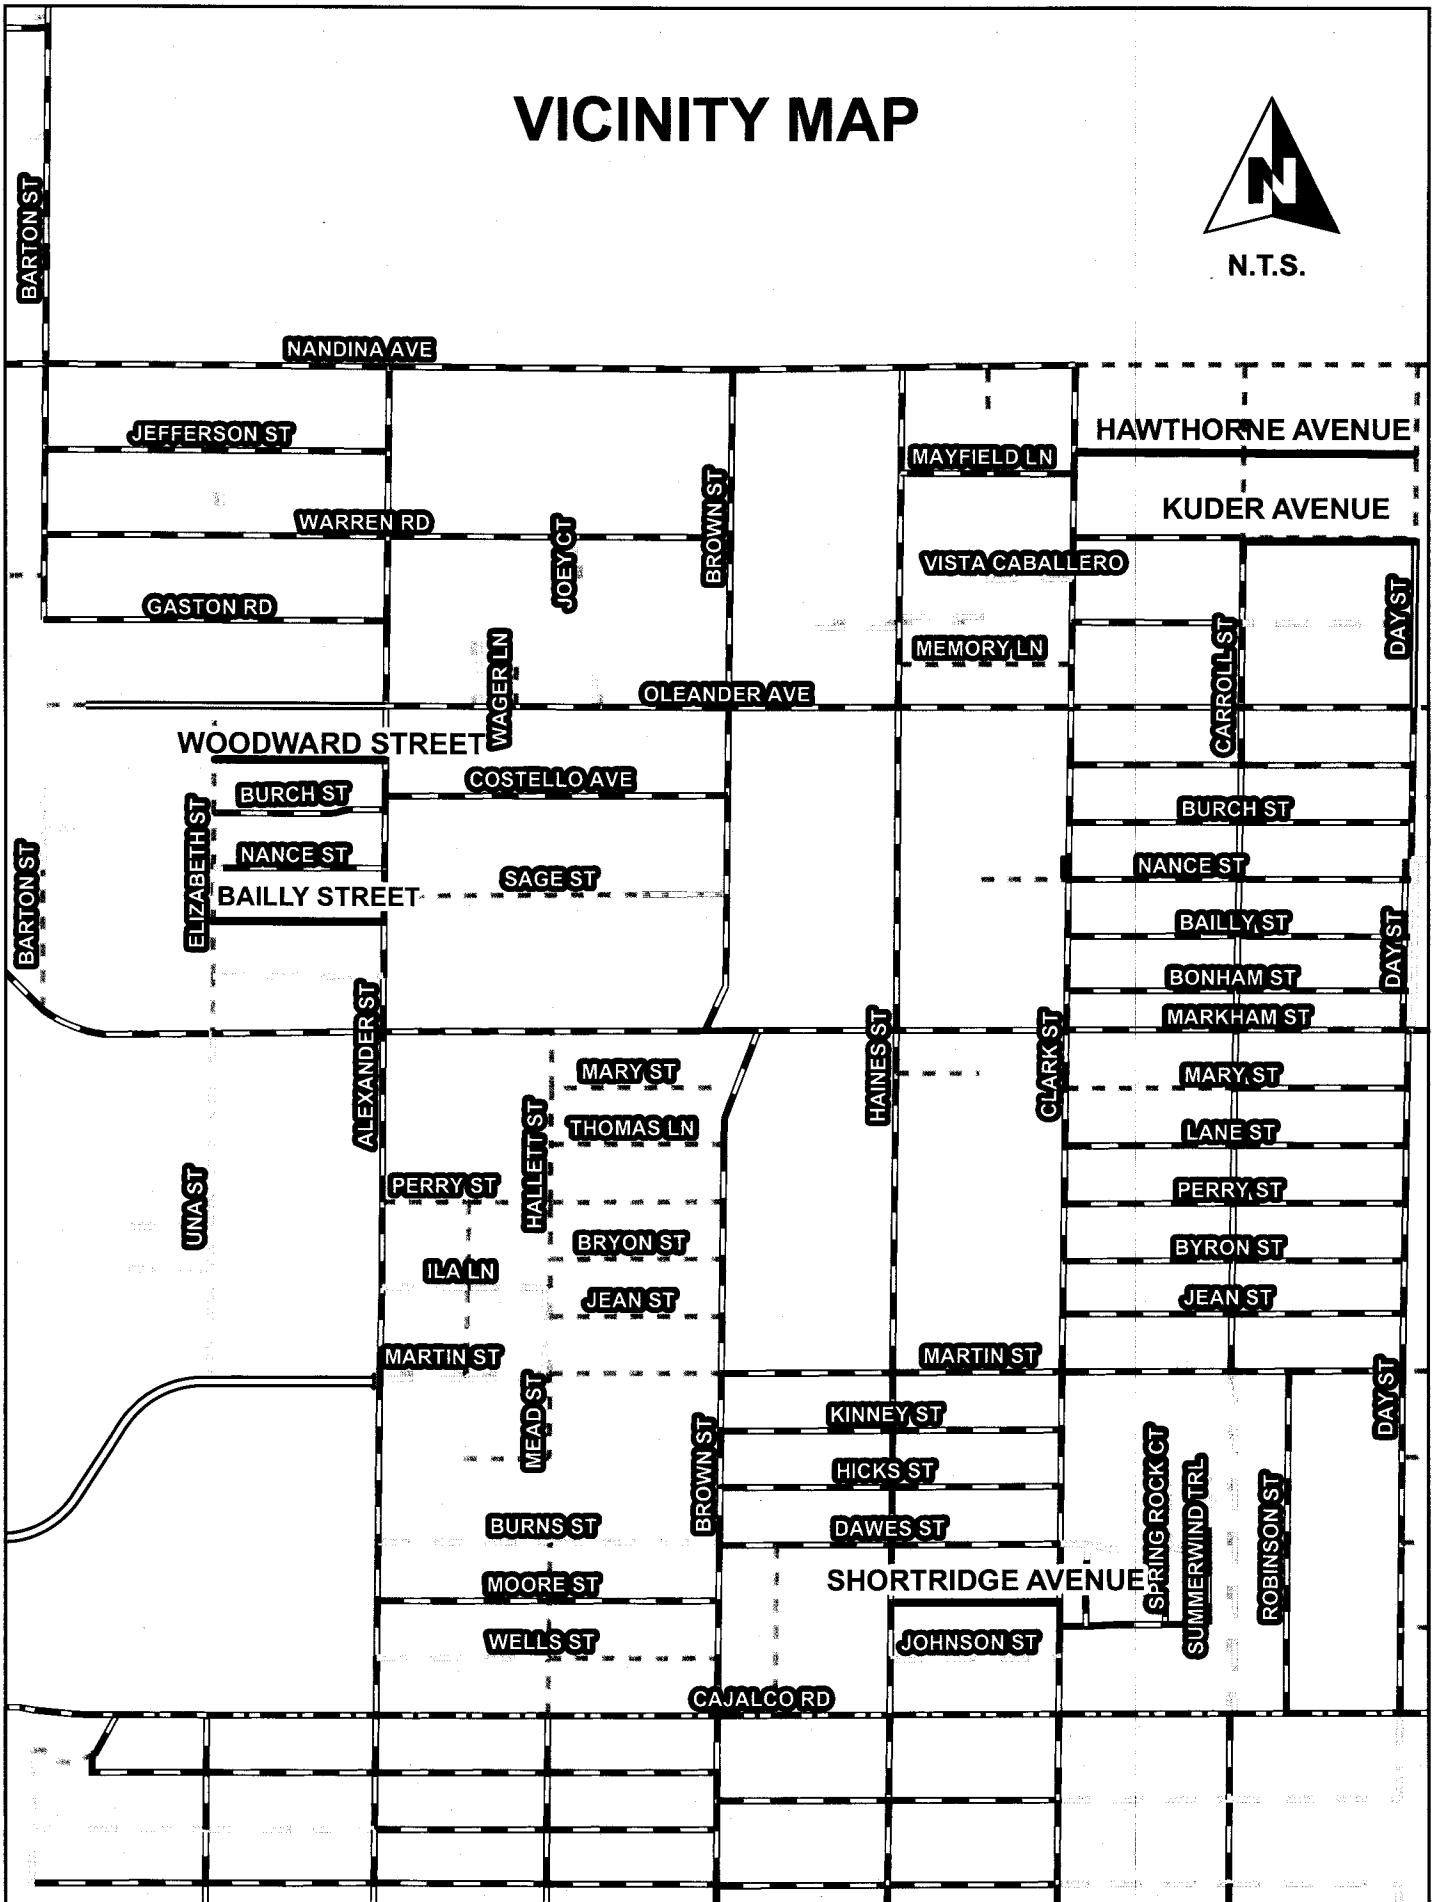 VICINITY MAP
N
N.T.S.
BARTON ST
NANDINA AVE
JEFFERSON ST
HAWTHORNE AVENUE
MAYFIELD LN
BROWN ST
KUDER AVENUE
WARREN RD
JOEY CT
VISTA CABALLERO
GASTON RD
DAY ST
CARROLL ST
WAGER LN
MEMORY LN
OLEANDER AVE
WOODWARD STREET
COSTELLO AVE
BURCH ST
BURCH ST
ELIZABETH ST
NANCE ST
NANCE ST
BARTON ST
SAGE ST
BAILLY STREET
BAILLY ST
DAY ST
BONHAM ST
ALEXANDER ST
MARKHAM ST
HAINES ST
CLARK ST
MARY ST
MARY ST
HALLETT ST
THOMAS LN
LANE ST
UNA ST
PERRY ST
PERRY ST
BRYON ST
BYRON ST
ILA LN
JEAN ST
JEAN ST
MARTIN ST
MARTIN ST
DAY ST
MEAD ST
KINNEY ST
BROWN ST
HICKS ST
SPRING ROCK CT
SUMMERWIND TRL
ROBINSON ST
BURNS ST
DAWES ST
MOORE ST
SHORTRIDGE AVENUE
WELLS ST
JOHNSON ST
CAJALCO RD